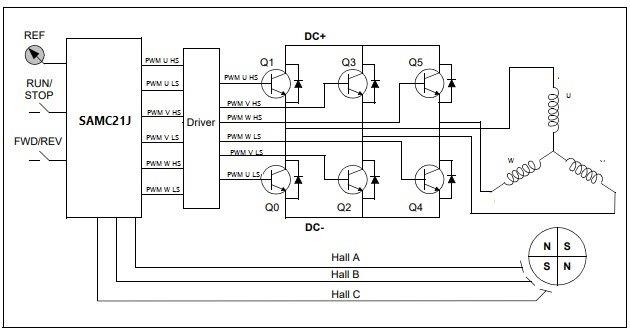 REF
DC+
Q1
Q3
Q5
RUN/
STOP
SAMC21J
Driver
FWD/REV
PWM U HS
PWM U LS
PWM V HS
PWM V LS
PWM W HS
PWM W LS
PWM U HS
PWM V HS
PWM W HS
PWM W LS
PWM V LS
PWM U LS
U
W
Q0
Q2
Q4
DC-
Hall A
Hall B
Hall C
N S
S N